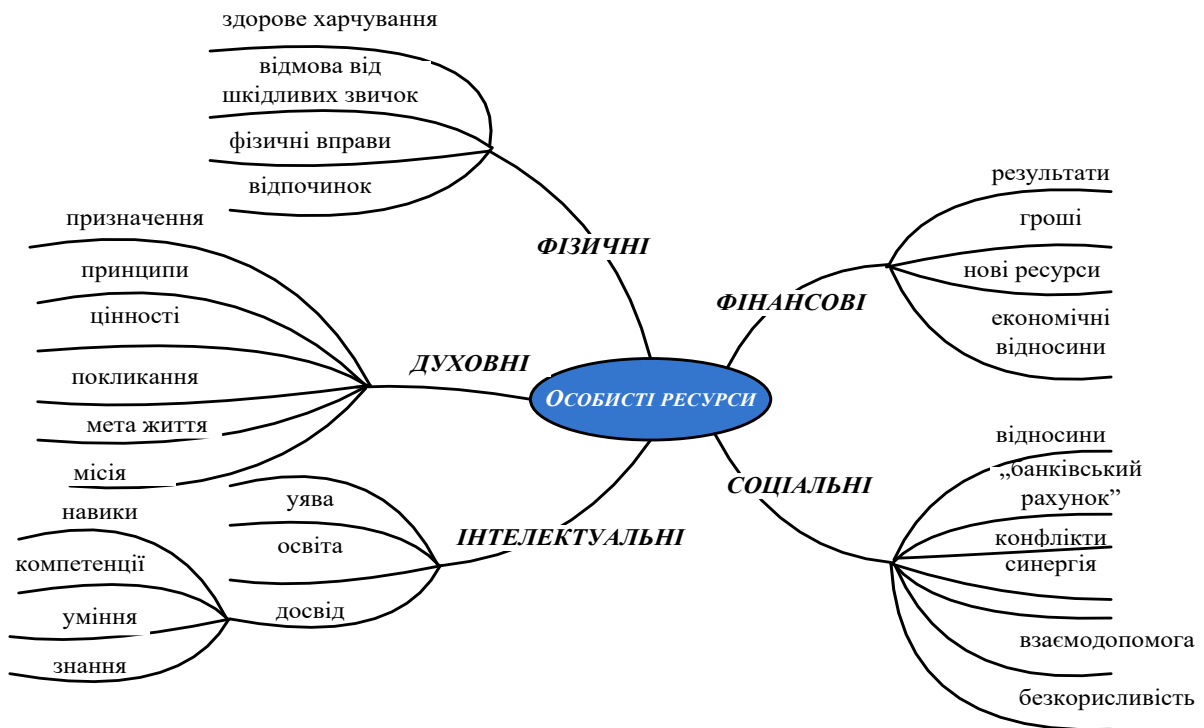 здорове харчування
відмова від
шкідливих звичок
фізичні вправи
відпочинок
ФІЗИЧНІ
призначення
принципи
цінності
покликання
мета життя
місія
ДУХОВНІ
ОСОБИСТІ РЕСУРСИ
результати
гроші
нові ресурси
економічні
відносини
ФІНАНСОВІ
відносини
„банківський
рахунок”
конфлікти
синергія
взаємодопомога
безкорисливість
СОЦІАЛЬНІ
ІНТЕЛЕКТУАЛЬНІ
уява
освіта
досвід
навики
компетенції
уміння
знання